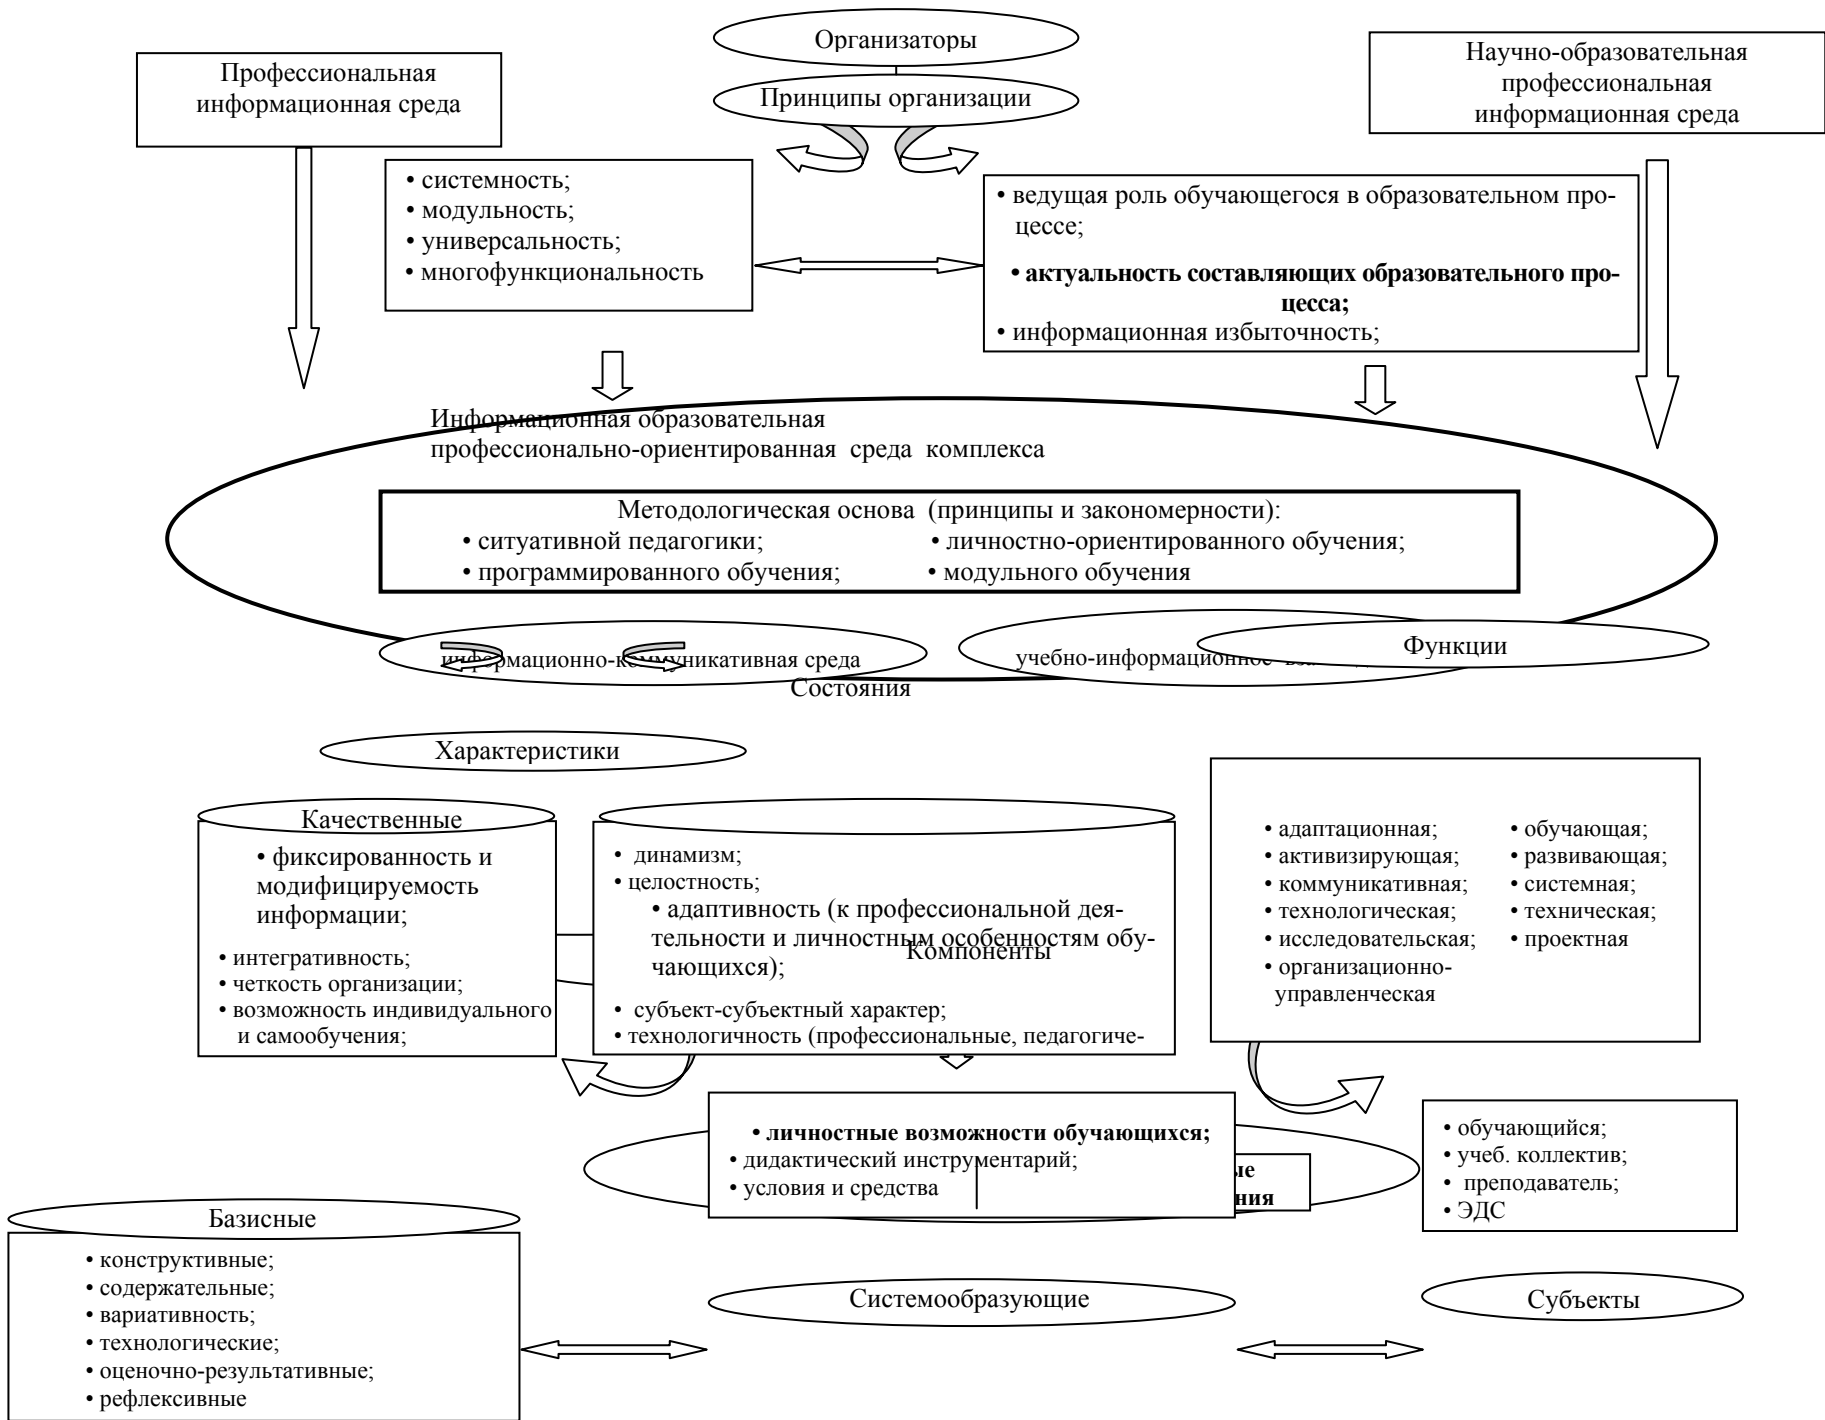 Организаторы
Принципы организации
Профессиональная
информационная среда
Научно-образовательная
профессиональная
информационная среда
• системность;
• модульность;
• универсальность;
• многофункциональность
• ведущая роль обучающегося в образовательном про-
цессе;
• актуальность составляющих образовательного про-
цесса;
• информационная избыточность;
Информационная образовательная
профессионально-ориентированная среда комплекса
Методологическая основа (принципы и закономерности):
• ситуативной педагогики; • личностно-ориентированного обучения;
• программированного обучения; • модульного обучения
информационно-коммуникативная среда
учебно-информационное
Функции
Состояния
Характеристики
Качественные
• фиксированность и
модифицируемость
информации;
• интегративность;
• четкость организации;
• возможность индивидуального
и самообучения;
• динамизм;
• целостность;
• адаптивность (к профессиональной дея-
тельности и личностным особенностям обу-
чающихся);
Компоненты
• субъект-субъектный характер;
• технологичность (профессиональные, педагогиче-
• адаптационная;
• активизирующая;
• коммуникативная;
• технологическая;
• исследовательская;
• организационно-
управленческая
• обучающая;
• развивающая;
• системная;
• техническая;
• проектная
• личностные возможности обучающихся;
• дидактический инструментарий;
• условия и средства
ые
ния
• обучающийся;
• учеб. коллектив;
• преподаватель;
• ЭДС
Базисные
• конструктивные;
• содержательные;
• вариативность;
• технологические;
• оценочно-результативные;
• рефлексивные
Системообразующие
Субъекты